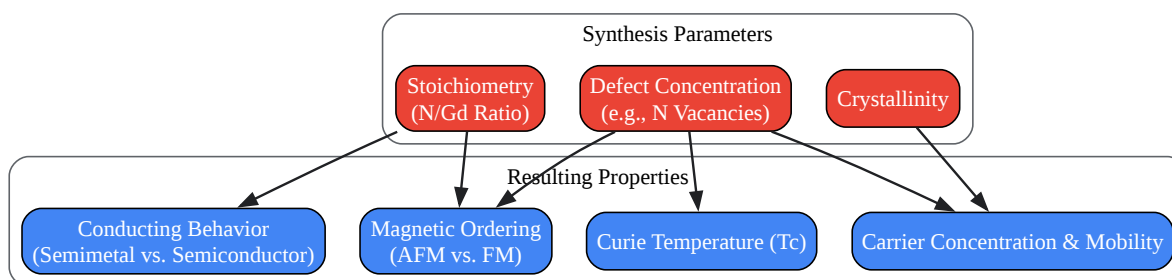 Synthesis Parameters
Stoichiometry
(N/Gd Ratio)
Defect Concentration
(e.g., N Vacancies)
Crystallinity
Resulting Properties
Conducting Behavior
(Semimetal vs. Semiconductor)
Magnetic Ordering
(AFM vs. FM)
Curie Temperature (Tc)
Carrier Concentration & Mobility